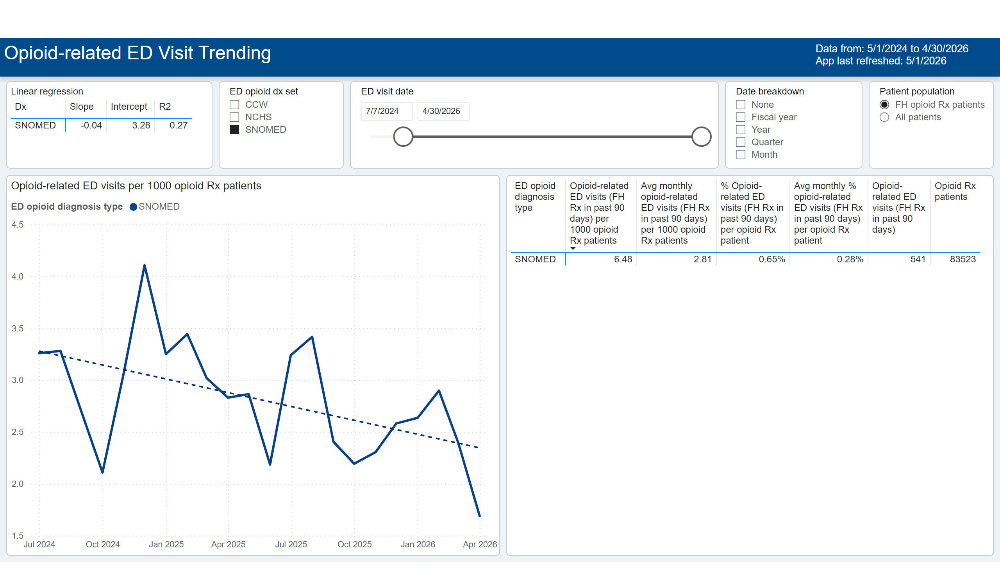 Opioid-related ED Visit Trending
Data from: 5/1/2024 to 4/30/2026
App last refreshed: 5/1/2026
Linear regression
Dx Slope Intercept R2
SNOMED -0.04 3.28 0.27
ED opioid dx set
CCW
NCHS
SNOMED
ED visit date
7/7/2024 4/30/2026
Date breakdown
None
Fiscal year
Year
Quarter
Month
Patient population
FH opioid Rx patients
All patients
Opioid-related ED visits per 1000 opioid Rx patients
ED opioid diagnosis type SNOMED
4.5
4.0
3.5
3.0
2.5
2.0
1.5
Jul 2024 Oct 2024 Jan 2025 Apr 2025 Jul 2025 Oct 2025 Jan 2026 Apr 2026
ED opioid
diagnosis
type
Opioid-related
ED visits (FH
Rx in past 90
days) per
1000 opioid
Rx patients
Avg monthly
opioid-related
ED visits (FH Rx
in past 90 days)
per 1000 opioid
Rx patients
% Opioid-
related ED
visits (FH Rx in
past 90 days)
per opioid Rx
patient
Avg monthly %
opioid-related
ED visits (FH Rx
in past 90 days)
per opioid Rx
patient
Opioid-
related ED
visits (FH Rx
in past 90
days)
Opioid Rx
patients
SNOMED 6.48 2.81 0.65% 0.28% 541 83523